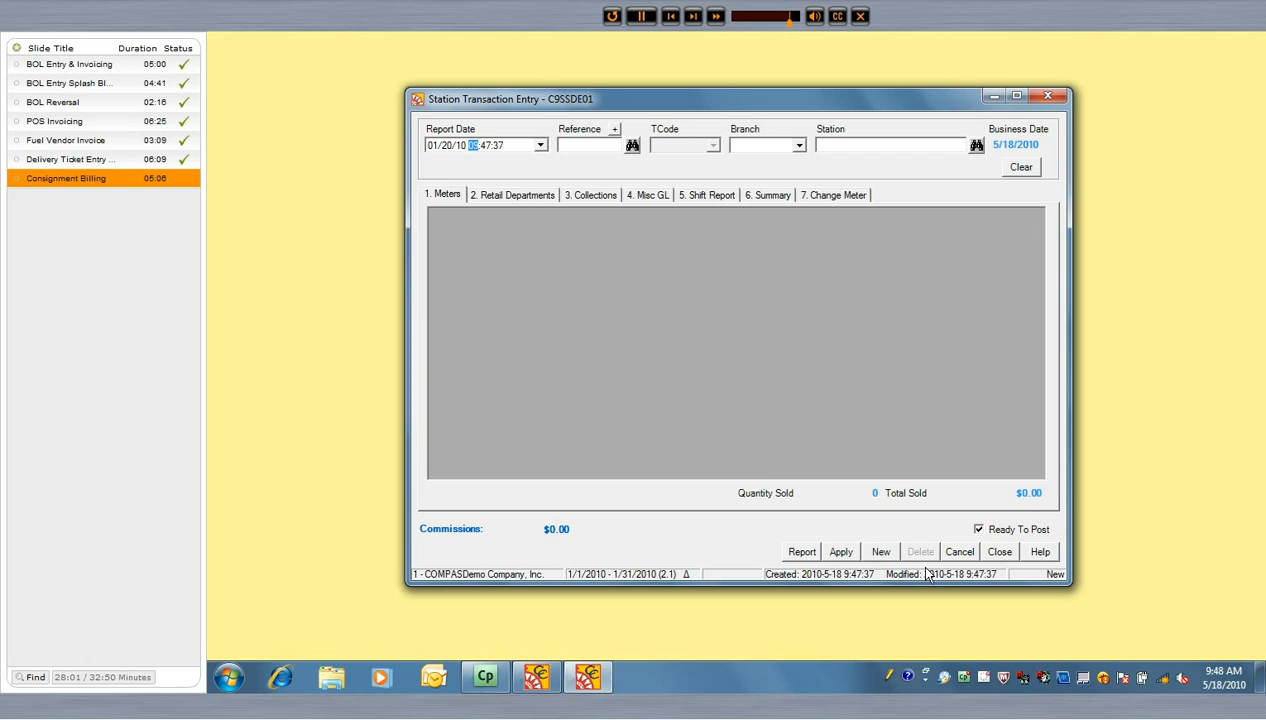 CC
Slide Title Duration Status
BOL Entry & Invoicing 05:00
BOL Entry Splash Bl... 04:41
BOL Reversal 02:16
POS Invoicing 06:25
Fuel Vendor Invoice 03:09
Delivery Ticket Entry ... 06:09
Consignment Billing 05:06
Station Transaction Entry - C9SSDE01
Report Date Reference + TCode Branch Station Business Date
01/20/10 09:47:37 5/18/2010
Clear
1. Meters 2. Retail Departments 3. Collections 4. Misc GL 5. Shift Report 6. Summary 7. Change Meter
Quantity Sold 0 Total Sold $0.00
Commissions: $0.00 Ready To Post
Report Apply New Delete Cancel Close Help
1 - COMPASDemo Company, Inc. 1/1/2010 - 1/31/2010 (2.1) Δ Created: 2010-5-18 9:47:37 Modified: 2010-5-18 9:47:37 New
Find 28:01 / 32:50 Minutes
Cp
9:48 AM
5/18/2010